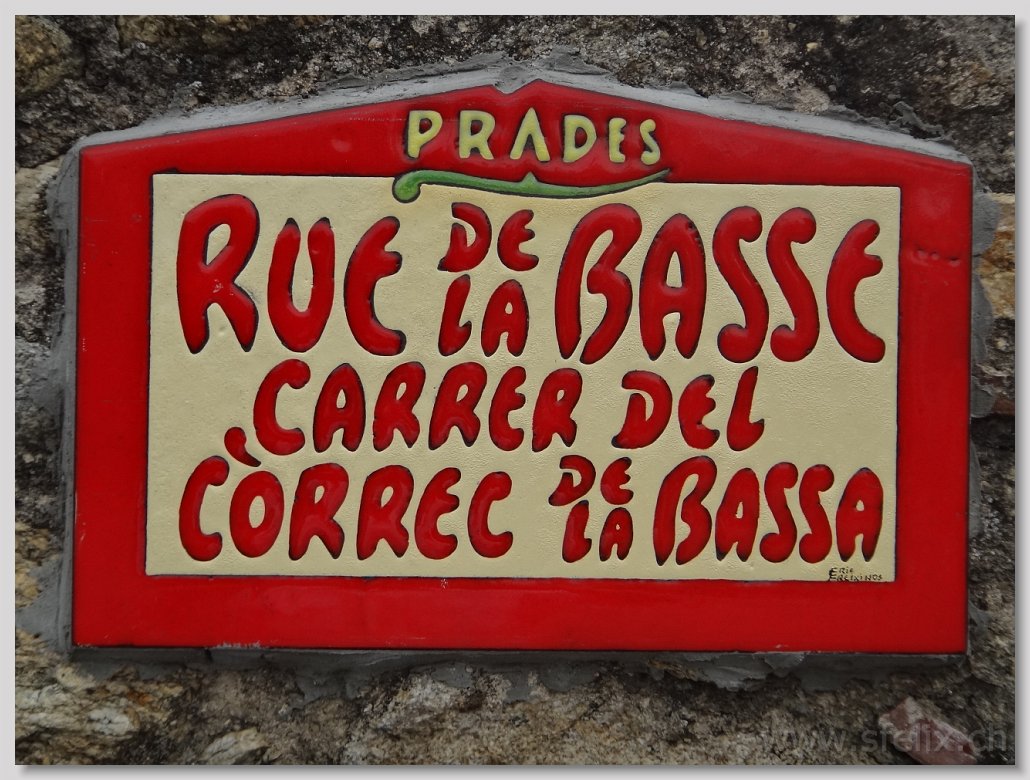 PRADES
RUE DE LA BASSE
CARRER DEL
CÒRREC DE LA BASSA
www.sfelix.ch